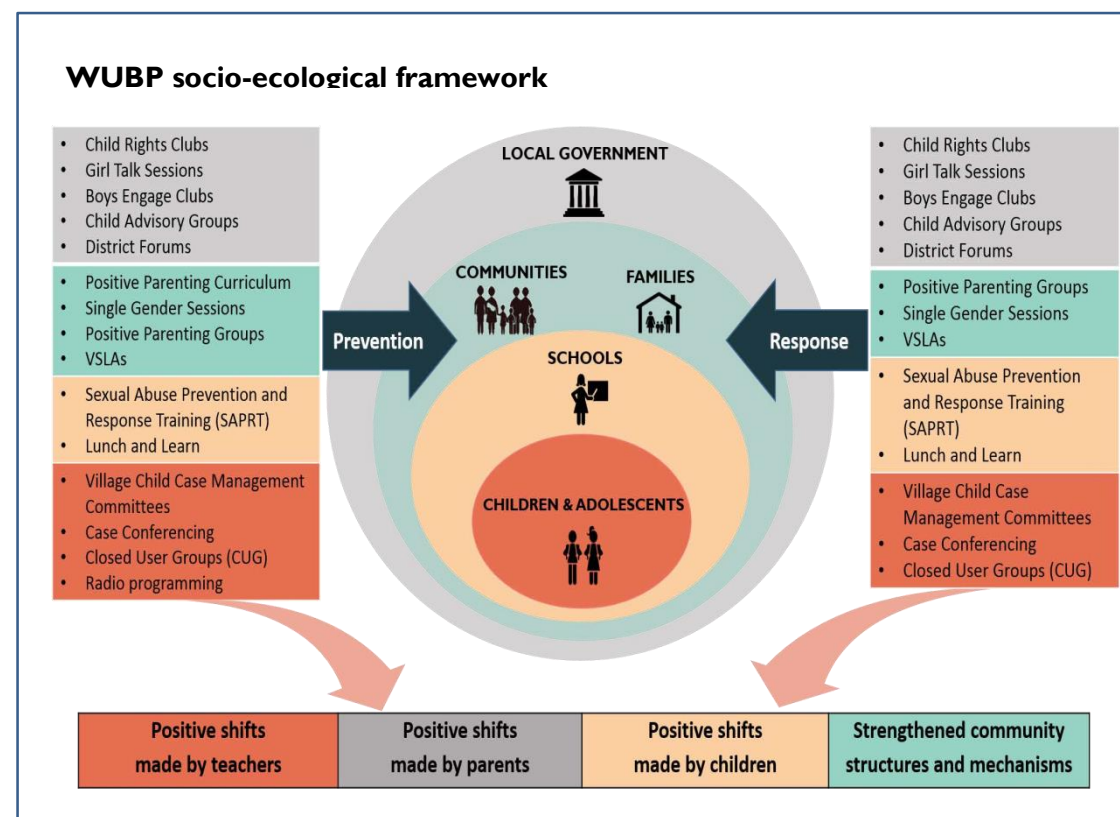 WUBP socio-ecological framework
• Child Rights Clubs
• Girl Talk Sessions
• Boys Engage Clubs
• Child Advisory Groups
• District Forums
• Positive Parenting Curriculum
• Single Gender Sessions
• Positive Parenting Groups
• VSLAs
• Sexual Abuse Prevention and
Response Training (SAPRT)
• Lunch and Learn
• Village Child Case Management
Committees
• Case Conferencing
• Closed User Groups (CUG)
• Radio programming
Prevention
LOCAL GOVERNMENT
COMMUNITIES
FAMILIES
SCHOOLS
CHILDREN & ADOLESCENTS
Response
• Child Rights Clubs
• Girl Talk Sessions
• Boys Engage Clubs
• Child Advisory Groups
• District Forums
• Positive Parenting Groups
• Single Gender Sessions
• VSLAs
• Sexual Abuse Prevention
and Response Training
(SAPRT)
• Lunch and Learn
• Village Child Case
Management Committees
• Case Conferencing
• Closed User Groups (CUG)
Positive shifts
made by teachers
Positive shifts
made by parents
Positive shifts
made by children
Strengthened community
structures and mechanisms